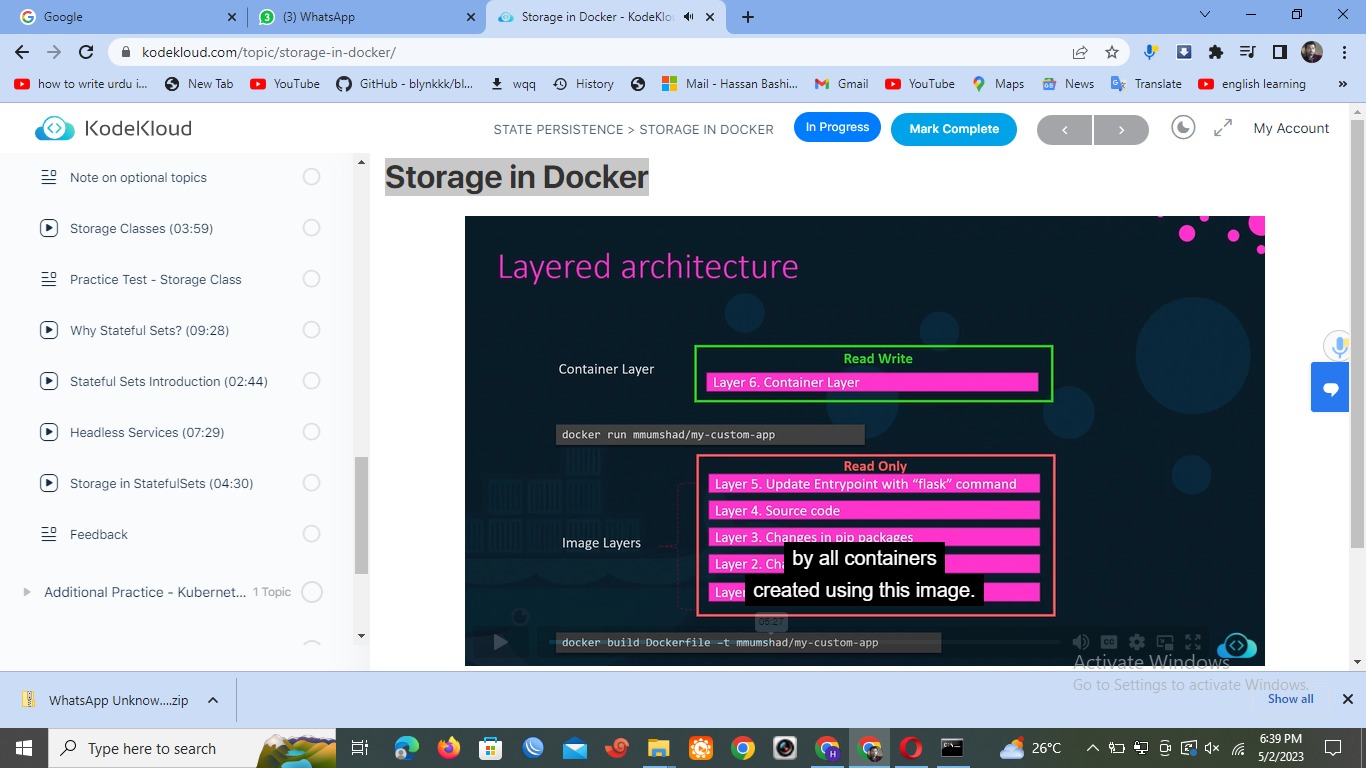 Google
(3) WhatsApp
Storage in Docker - KodeKlo
kodekloud.com/topic/storage-in-docker/
how to write urdu i...
New Tab
YouTube
GitHub - blynkkk/bl...
wqq
History
Mail - Hassan Bashi...
Gmail
YouTube
Maps
News
Translate
english learning
»
KodeKloud
STATE PERSISTENCE > STORAGE IN DOCKER
In Progress
Mark Complete
My Account
Note on optional topics
Storage Classes (03:59)
Practice Test - Storage Class
Why Stateful Sets? (09:28)
Stateful Sets Introduction (02:44)
Headless Services (07:29)
Storage in StatefulSets (04:30)
Feedback
Additional Practice - Kubernet... 1 Topic
Storage in Docker
Layered architecture
Container Layer
Read Write
Layer 6. Container Layer
docker run mmumshad/my-custom-app
Read Only
Layer 5. Update Entrypoint with “flask” command
Layer 4. Source code
Layer 3. Changes in pip packages
Image Layers
Layer 2. Cha
Layer
by all containers
created using this image.
05:27
docker build Dockerfile –t mmumshad/my-custom-app
CC
Activate Windows
Go to Settings to activate Windows.
WhatsApp Unknow....zip
Show all
Type here to search
26°C
6:39 PM
5/2/2023